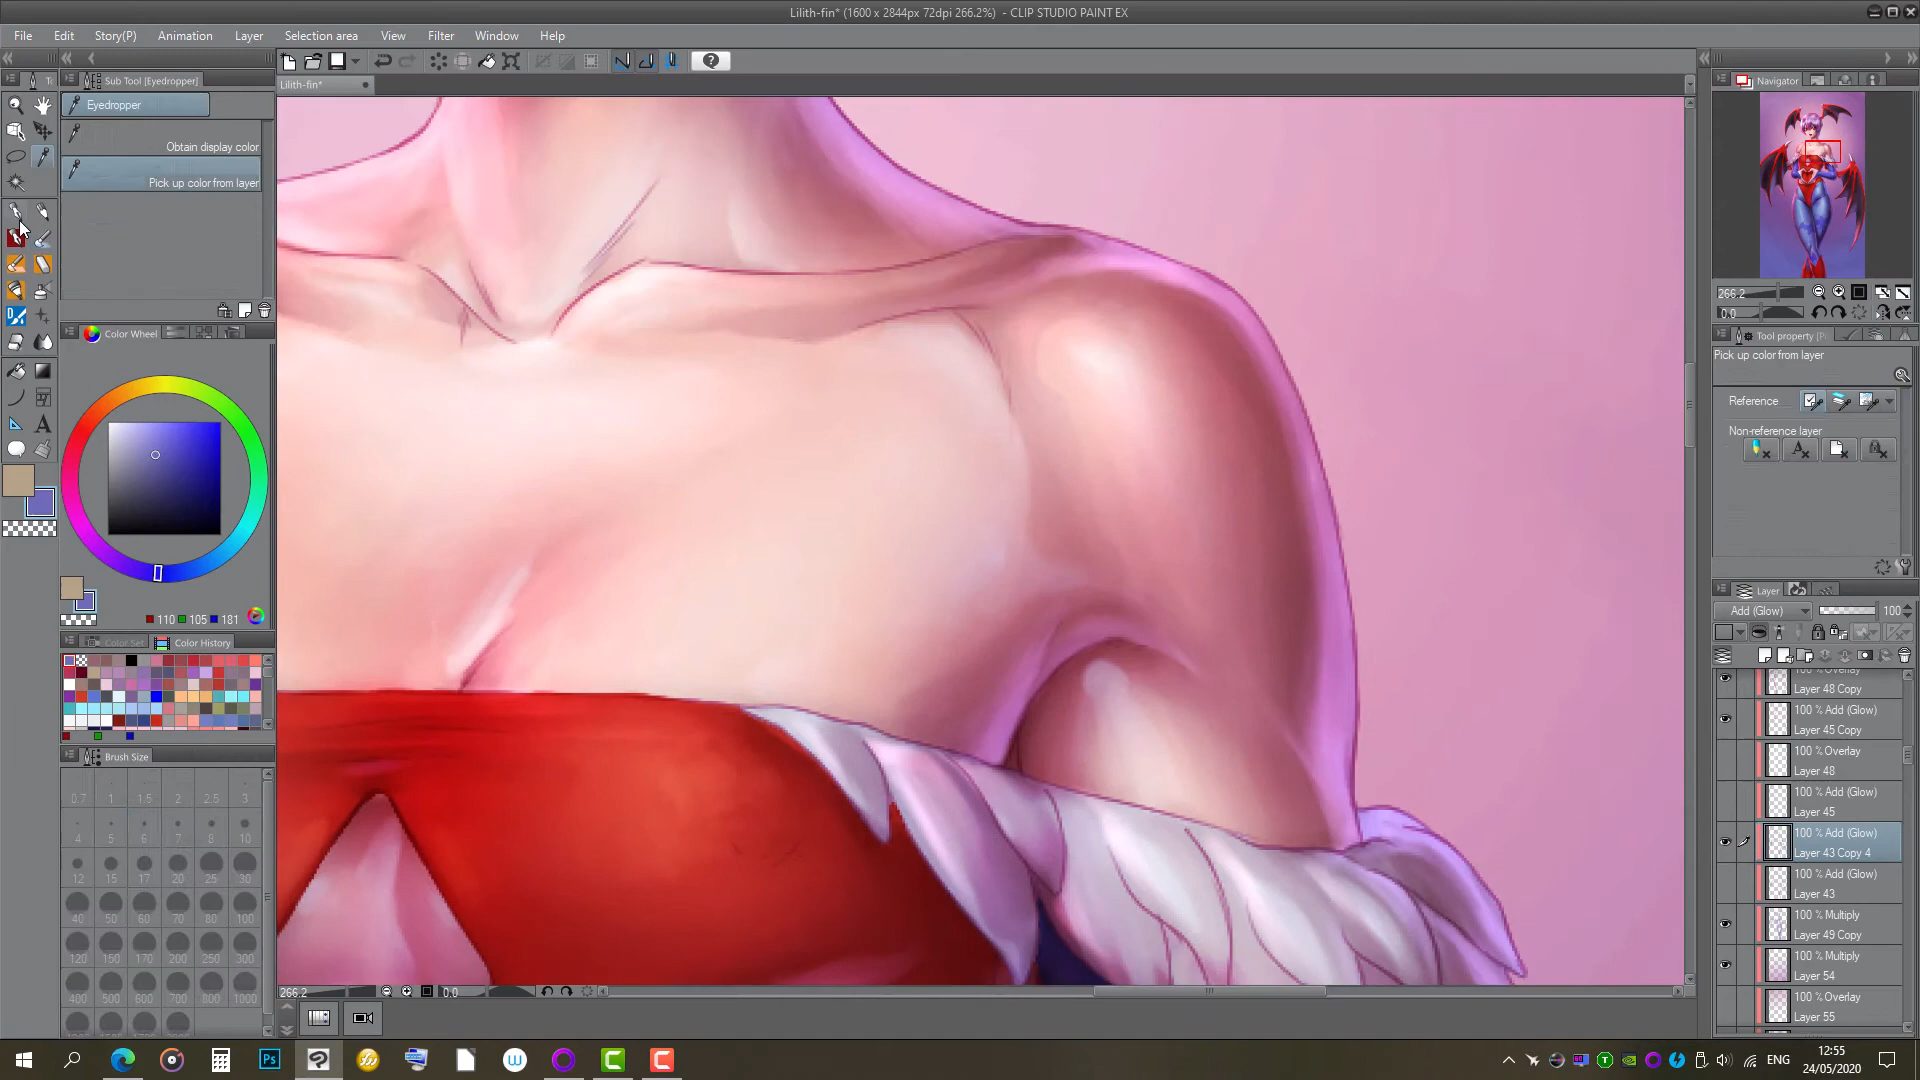 Lilith-fin* (1600 x 2844px 72dpi 266.2%)  - CLIP STUDIO PAINT EX
File Edit Story(P) Animation Layer Selection area View Filter Window Help
Sub Tool [Eyedropper]
Eyedropper
Obtain display color
Pick up color from layer
Lilith-fin*
Navigator
266.2
0.0
Tool property [Pi
Pick up color from layer
Reference
Non-reference layer
Color Wheel
110 105 181
Color Set Color History
Brush Size
0.7 1 1.5 2 2.5 3
4 5 6 7 8 10
12 15 17 20 25 30
40 50 60 70 80 100
120 150 170 200 250 300
400 500 600 700 800 1000
Layer
Add (Glow) 100
100 % Overlay
Layer 48 Copy
100 % Add (Glow)
Layer 45 Copy
100 % Overlay
Layer 48
100 % Add (Glow)
Layer 45
100 % Add (Glow)
Layer 43 Copy 4
100 % Add (Glow)
Layer 43
100 % Multiply
Layer 49 Copy
100 % Multiply
Layer 54
100 % Overlay
Layer 55
266.2 0.0
Ps
ENG
12:55
24/05/2020